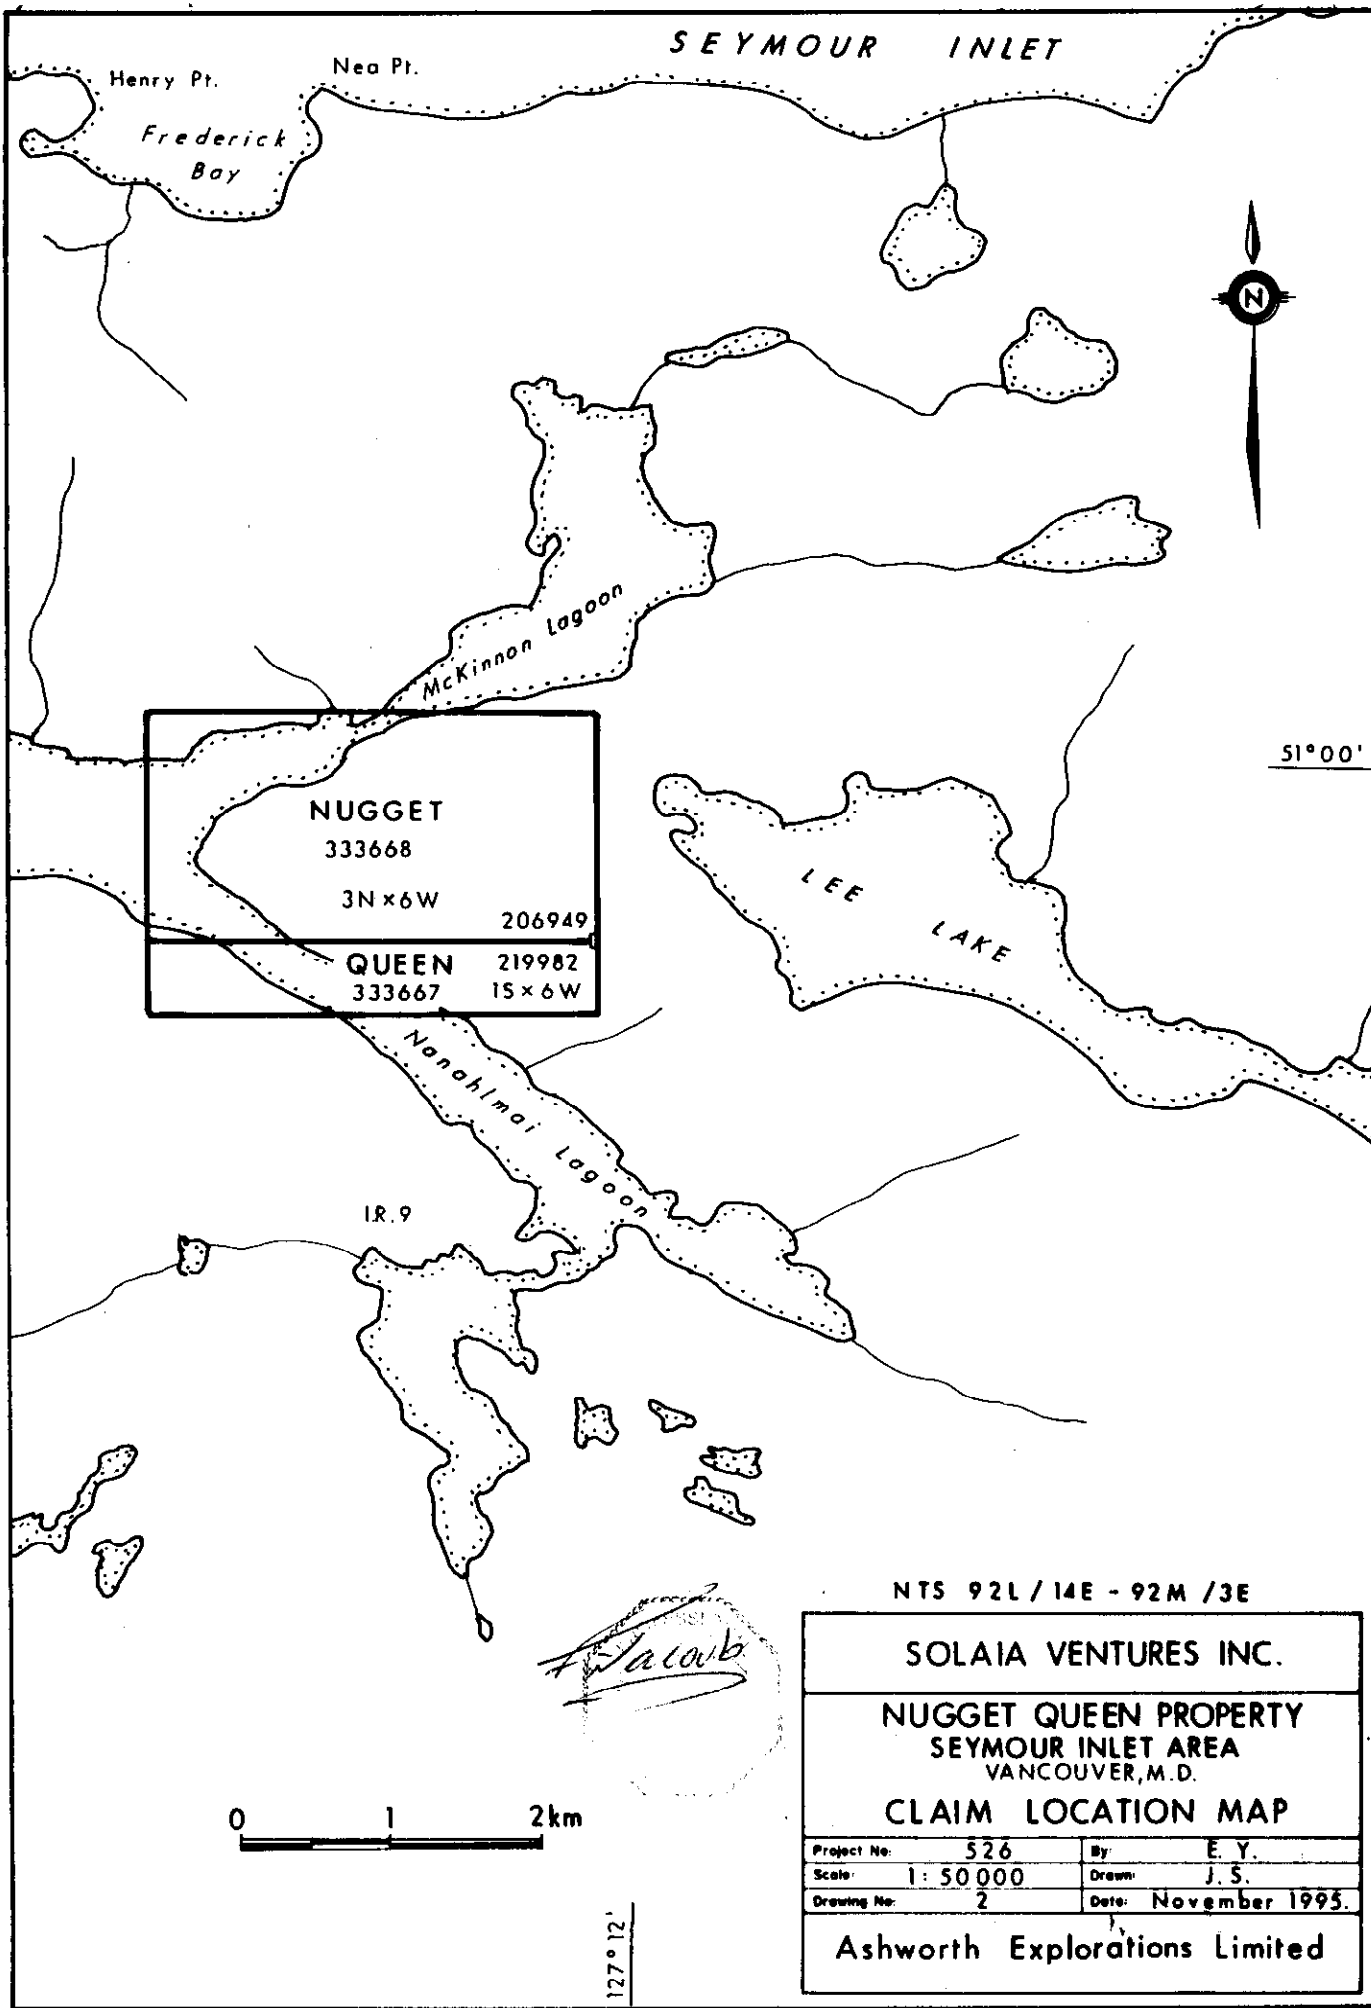 SEYMOUR INLET
Henry Pt.
Nea Pt.
Frederick
Bay
N
McKinnon Lagoon
51°00'
NUGGET
333668
3N×6W
206949
QUEEN 219982
333667 1S×6W
LEE LAKE
Nanahlmai Lagoon
I.R.9
NTS 92L/14E - 92M/3E
SOLAIA VENTURES INC.
NUGGET QUEEN PROPERTY
SEYMOUR INLET AREA
VANCOUVER, M.D.
CLAIM LOCATION MAP
Project No: 526 By: E. Y.
Scale: 1:50000 Drawn: J. S.
Drawing No: 2 Date: November 1995.
Ashworth Explorations Limited
0 1 2km
127°12'